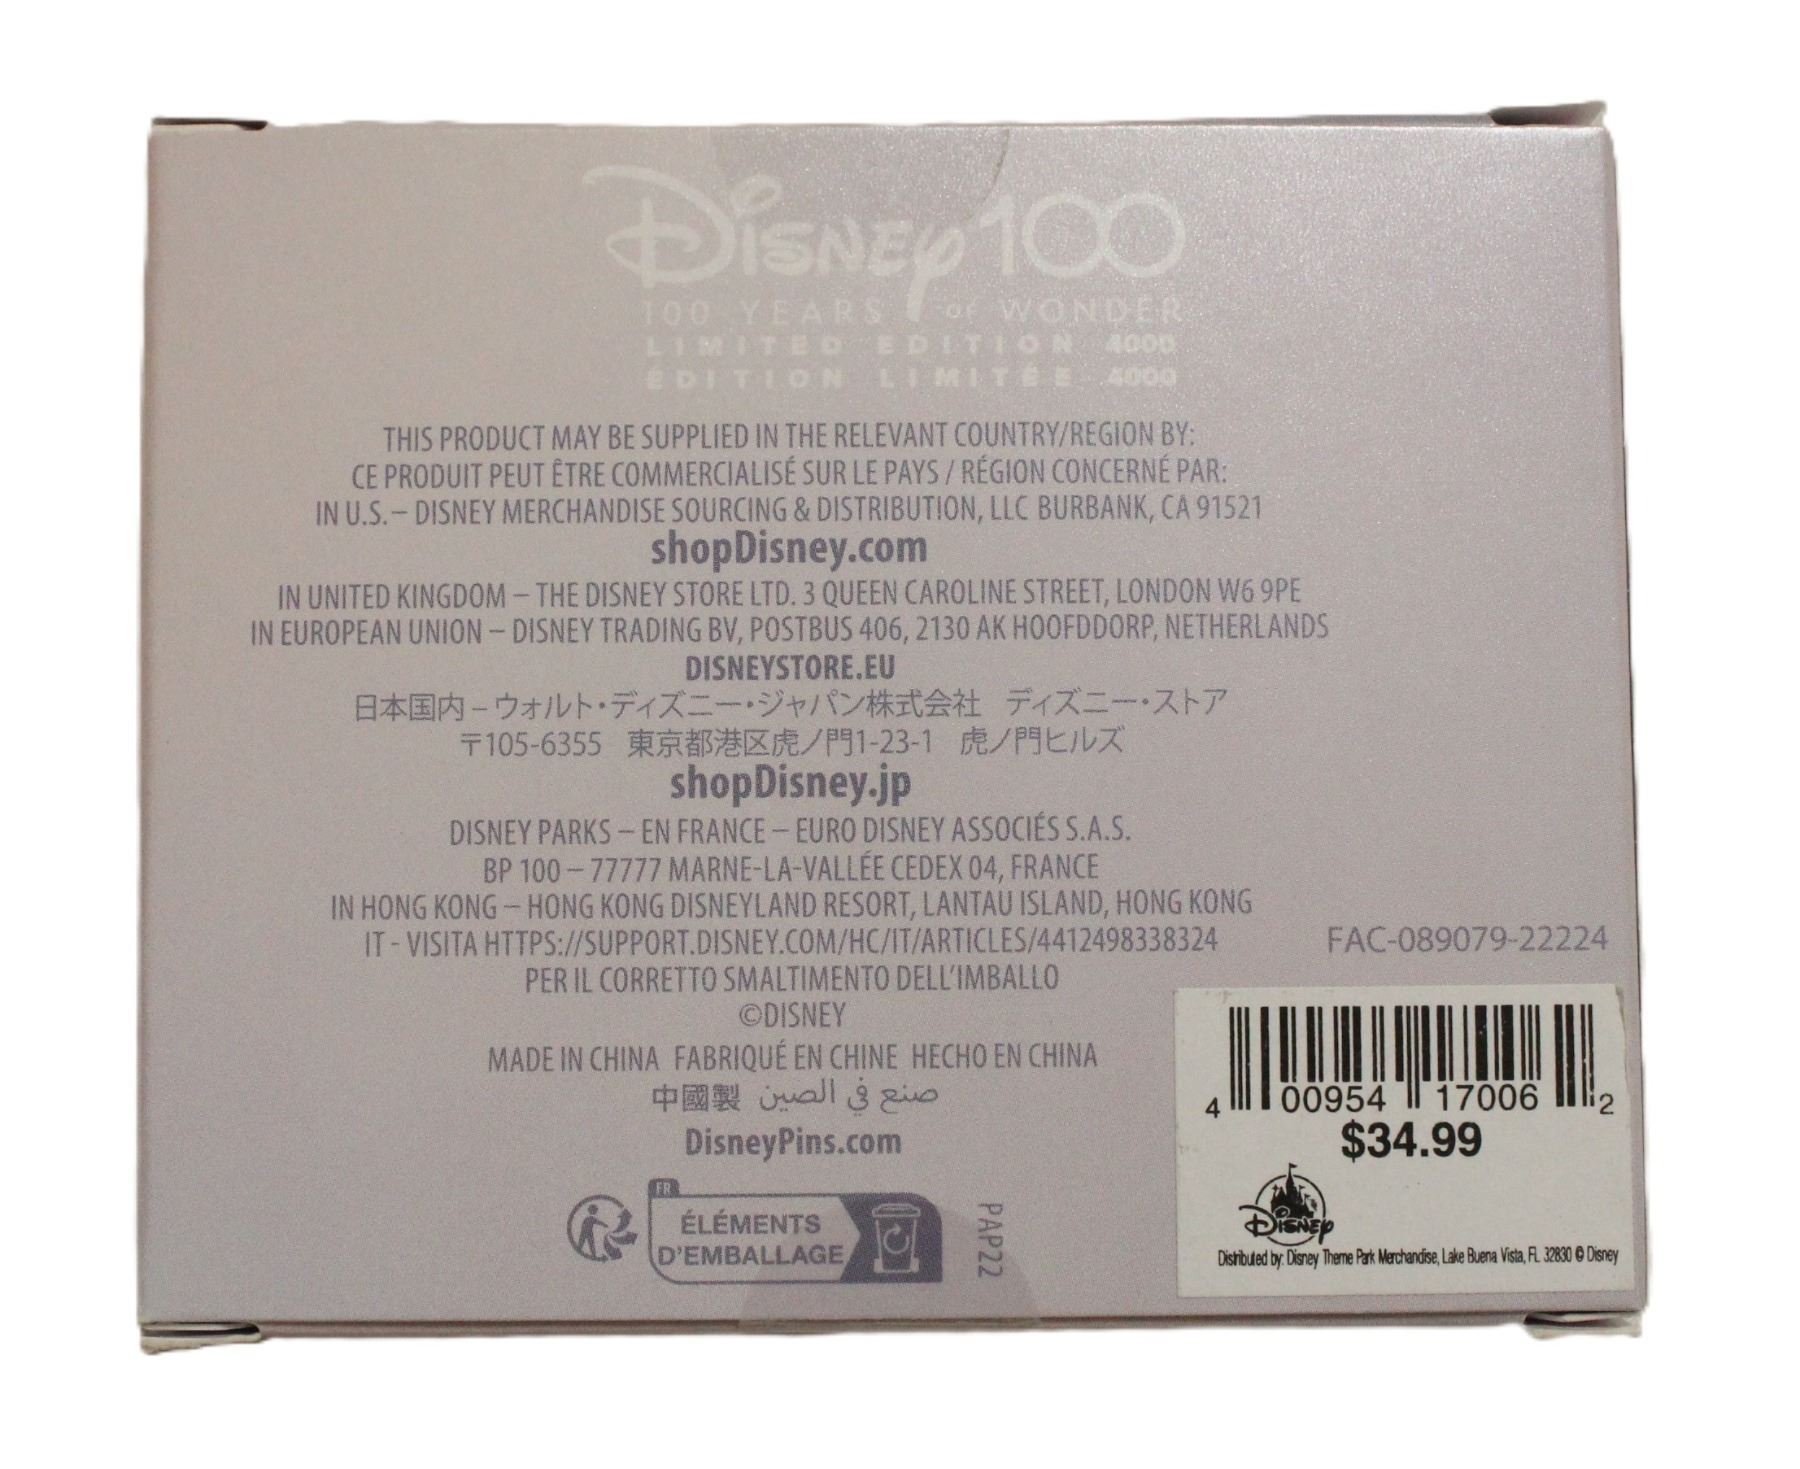 Disney 100
100 YEARS of WONDER
LIMITED EDITION 4000
ÉDITION LIMITÉE 4000
THIS PRODUCT MAY BE SUPPLIED IN THE RELEVANT COUNTRY/REGION BY:
CE PRODUIT PEUT ÊTRE COMMERCIALISÉ SUR LE PAYS / RÉGION CONCERNÉ PAR:
IN U.S. – DISNEY MERCHANDISE SOURCING & DISTRIBUTION, LLC BURBANK, CA 91521
shopDisney.com
IN UNITED KINGDOM – THE DISNEY STORE LTD. 3 QUEEN CAROLINE STREET, LONDON W6 9PE
IN EUROPEAN UNION – DISNEY TRADING BV, POSTBUS 406, 2130 AK HOOFDDORP, NETHERLANDS
DISNEYSTORE.EU
日本国内 – ウォルト・ディズニー・ジャパン株式会社 ディズニー・ストア
〒105-6355 東京都港区虎ノ門1-23-1 虎ノ門ヒルズ
shopDisney.jp
DISNEY PARKS – EN FRANCE – EURO DISNEY ASSOCIÉS S.A.S.
BP 100 – 77777 MARNE-LA-VALLÉE CEDEX 04, FRANCE
IN HONG KONG – HONG KONG DISNEYLAND RESORT, LANTAU ISLAND, HONG KONG
IT - VISITA HTTPS://SUPPORT.DISNEY.COM/HC/IT/ARTICLES/4412498338324
PER IL CORRETTO SMALTIMENTO DELL'IMBALLO
©DISNEY
MADE IN CHINA FABRIQUÉ EN CHINE HECHO EN CHINA
中國製 صنع في الصين
DisneyPins.com
FR
ÉLÉMENTS
D'EMBALLAGE
PAP22
FAC-089079-22224
4 00954 17006 2
$34.99
Disney
Distributed by: Disney Theme Park Merchandise, Lake Buena Vista, FL 32830 © Disney